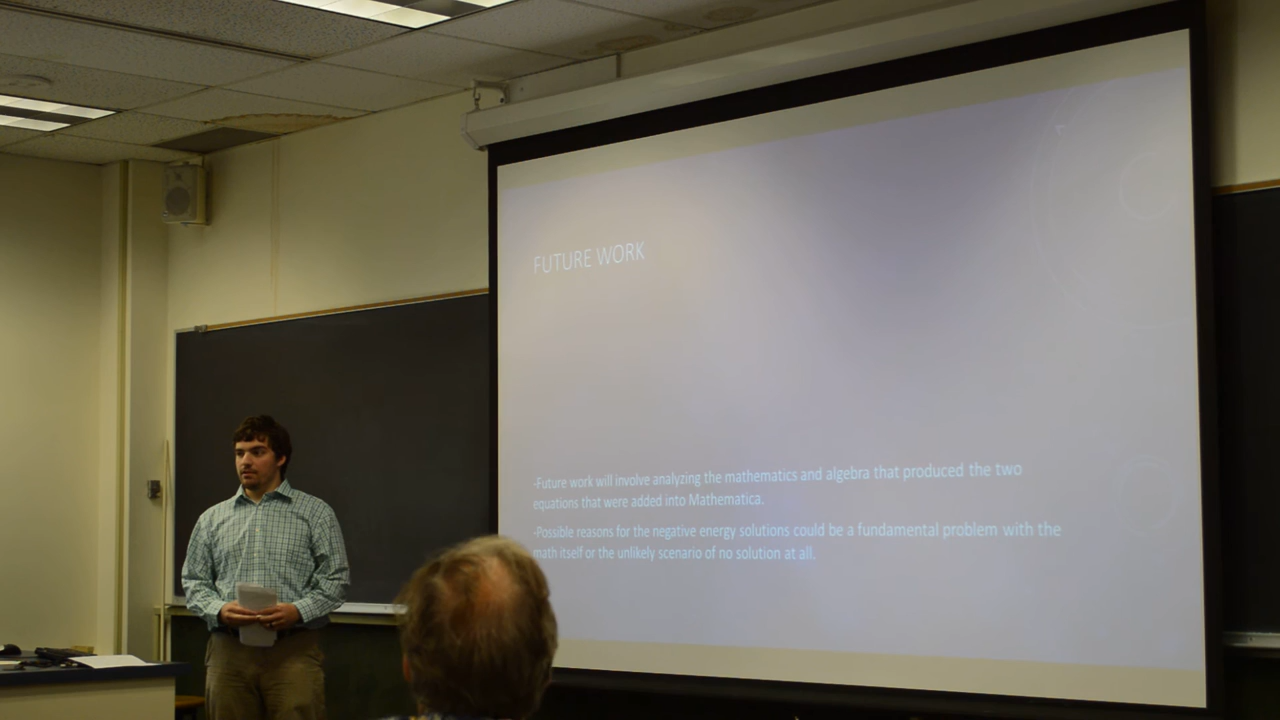 FUTURE WORK
-Future work will involve analyzing the mathematics and algebra that produced the two
equations that were added into Mathematica.
-Possible reasons for the negative energy solutions could be a fundamental problem with the
math itself or the unlikely scenario of no solution at all.